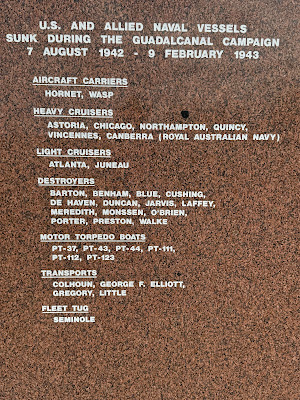 U.S. AND ALLIED NAVAL VESSELS
SUNK DURING THE GUADALCANAL CAMPAIGN
7 AUGUST 1942 - 9 FEBRUARY 1943
AIRCRAFT CARRIERS
HORNET, WASP
HEAVY CRUISERS
ASTORIA, CHICAGO, NORTHAMPTON, QUINCY,
VINCENNES, CANBERRA (ROYAL AUSTRALIAN NAVY)
LIGHT CRUISERS
ATLANTA, JUNEAU
DESTROYERS
BARTON, BENHAM, BLUE, CUSHING,
DE HAVEN, DUNCAN, JARVIS, LAFFEY,
MEREDITH, MONSSEN, O'BRIEN,
PORTER, PRESTON, WALKE
MOTOR TORPEDO BOATS
PT-37, PT-43, PT-44, PT-111,
PT-112, PT-123
TRANSPORTS
COLHOUN, GEORGE F. ELLIOTT,
GREGORY, LITTLE
FLEET TUG
SEMINOLE